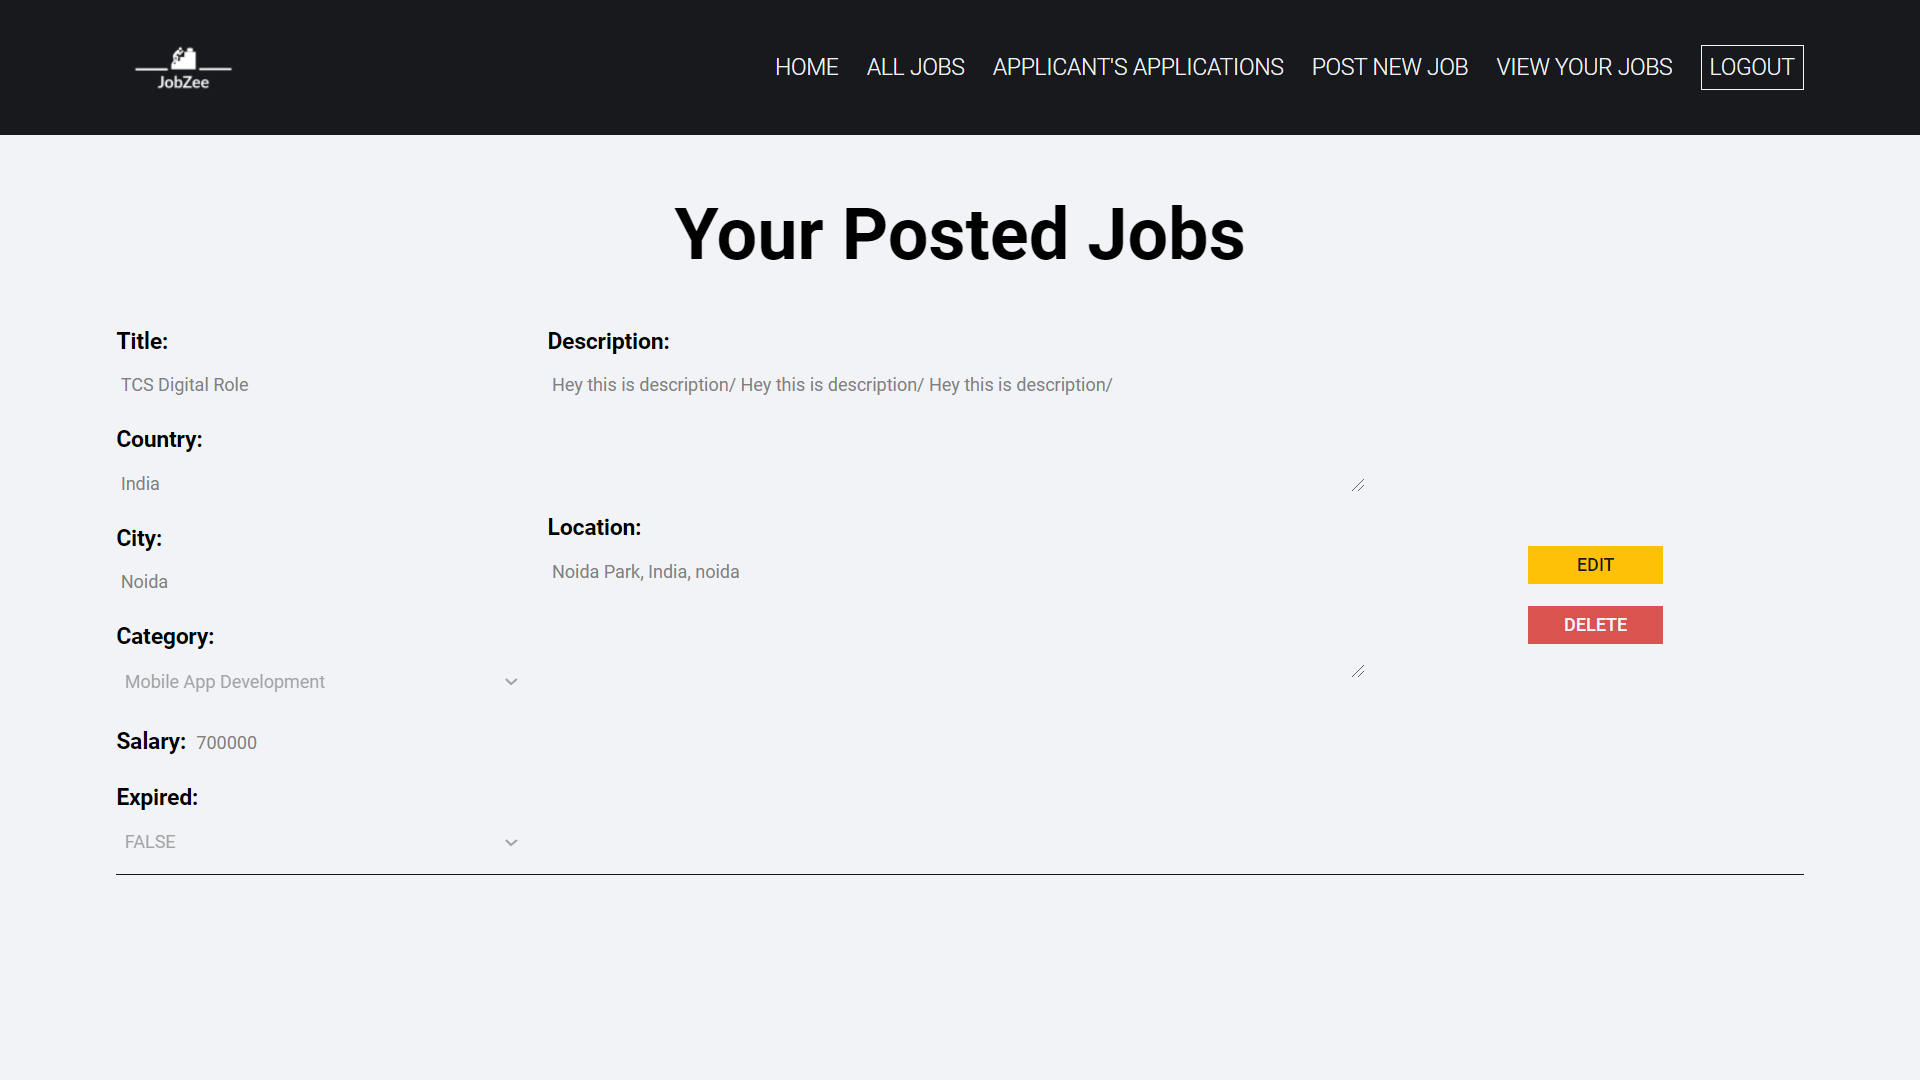 JobZee
HOME ALL JOBS APPLICANT'S APPLICATIONS POST NEW JOB VIEW YOUR JOBS LOGOUT
Your Posted Jobs
Title:
TCS Digital Role
Country:
India
City:
Noida
Category:
Mobile App Development
Salary: 700000
Expired:
FALSE
Description:
Hey this is description/ Hey this is description/ Hey this is description/
Location:
Noida Park, India, noida
EDIT
DELETE